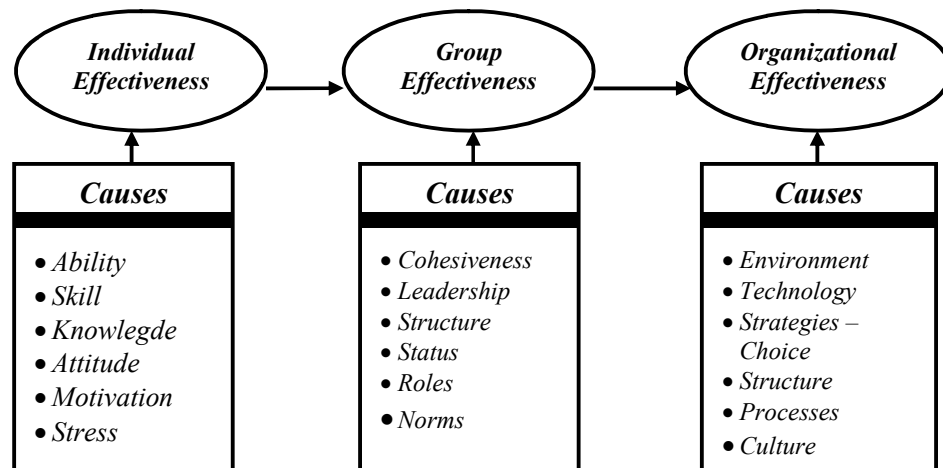 Individual
Effectiveness
Group
Effectiveness
Organizational
Effectiveness
Causes
• Ability
• Skill
• Knowlegde
• Attitude
• Motivation
• Stress
Causes
• Cohesiveness
• Leadership
• Structure
• Status
• Roles
• Norms
Causes
• Environment
• Technology
• Strategies –
Choice
• Structure
• Processes
• Culture